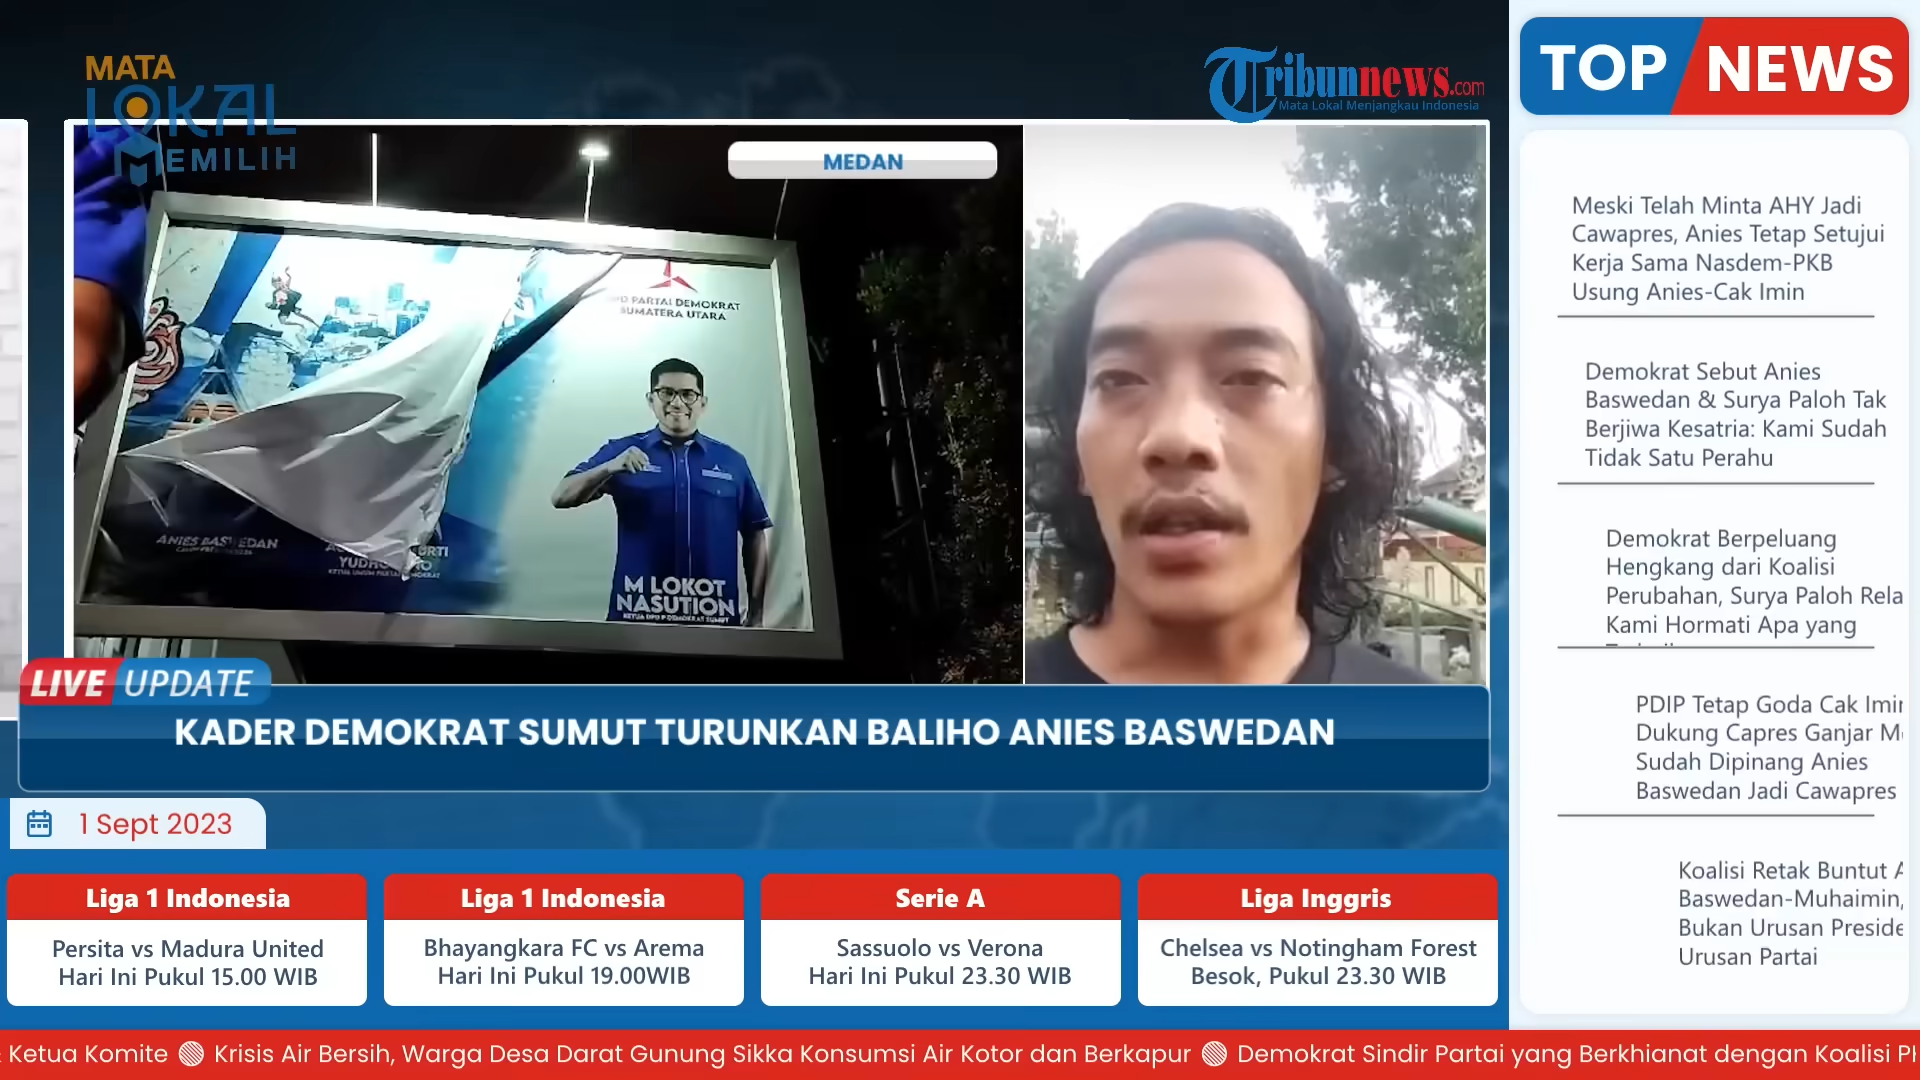 MATA
LOKAL
MEMILIH
Tribunnews.com
Mata Lokal Menjangkau Indonesia
TOP NEWS
MEDAN
PARTAI DEMOKRAT
SUMATERA UTARA
ANIES BASWEDAN
M LOKOT
NASUTION
Meski Telah Minta AHY Jadi
Cawapres, Anies Tetap Setujui
Kerja Sama Nasdem-PKB
Usung Anies-Cak Imin
Demokrat Sebut Anies
Baswedan & Surya Paloh Tak
Berjiwa Kesatria: Kami Sudah
Tidak Satu Perahu
Demokrat Berpeluang
Hengkang dari Koalisi
Perubahan, Surya Paloh Rela
Kami Hormati Apa yang
PDIP Tetap Goda Cak Imin
Dukung Capres Ganjar
Sudah Dipinang Anies
Baswedan Jadi Cawapres
Koalisi Retak Buntut
Baswedan-Muhaimin,
Bukan Urusan
Urusan Partai
LIVE UPDATE
KADER DEMOKRAT SUMUT TURUNKAN BALIHO ANIES BASWEDAN
1 Sept 2023
Liga 1 Indonesia
Persita vs Madura United
Hari Ini Pukul 15.00 WIB
Liga 1 Indonesia
Bhayangkara FC vs Arema
Hari Ini Pukul 19.00WIB
Serie A
Sassuolo vs Verona
Hari Ini Pukul 23.30 WIB
Liga Inggris
Chelsea vs Notingham Forest
Besok, Pukul 23.30 WIB
Ketua Komite Krisis Air Bersih, Warga Desa Darat Gunung Sikka Konsumsi Air Kotor dan Berkapur Demokrat Sindir Partai yang Berkhianat dengan Koalisi